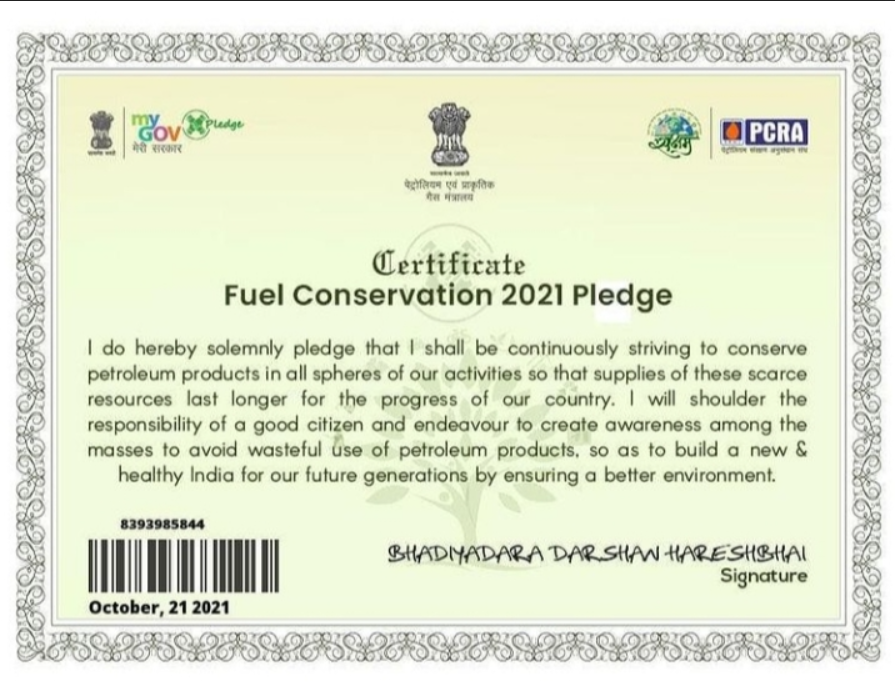 my
GOV Pledge
मेरी सरकार
पेट्रोलियम एवं प्राकृतिक
गैस मंत्रालय
PCRA
पेट्रोलियम संरक्षण अनुसंधान संघ
Certificate
Fuel Conservation 2021 Pledge
I do hereby solemnly pledge that I shall be continuously striving to conserve
petroleum products in all spheres of our activities so that supplies of these scarce
resources last longer for the progress of our country. I will shoulder the
responsibility of a good citizen and endeavour to create awareness among the
masses to avoid wasteful use of petroleum products, so as to build a new &
healthy India for our future generations by ensuring a better environment.
8393985844
BHADIYADARA DARSHAN HARESHBHAI
Signature
October, 21 2021